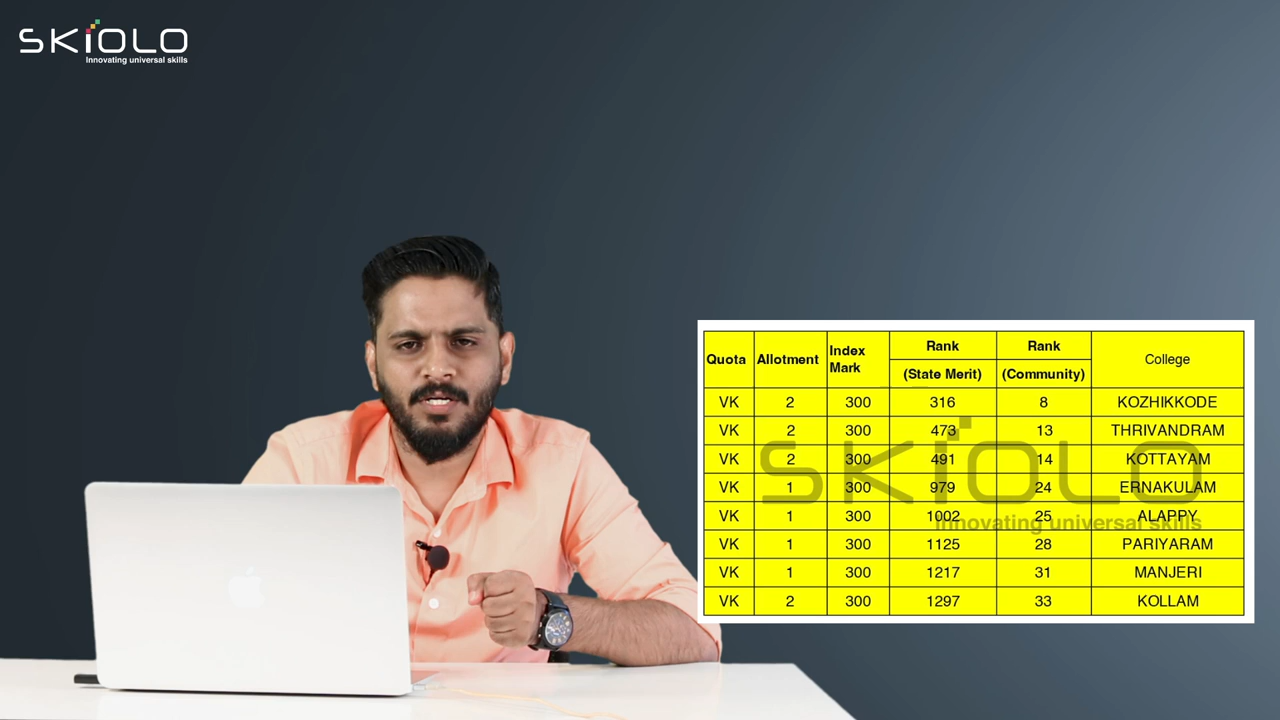 SKIOLO
Innovating universal skills
Quota Allotment Index Mark Rank (State Merit) Rank (Community) College
VK 2 300 316 8 KOZHIKKODE
VK 2 300 473 13 THRIVANDRAM
VK 2 300 491 14 KOTTAYAM
VK 1 300 979 24 ERNAKULAM
VK 1 300 1002 25 ALAPPY
VK 1 300 1125 28 PARIYARAM
VK 1 300 1217 31 MANJERI
VK 2 300 1297 33 KOLLAM
SKIOLO
Innovating universal skills